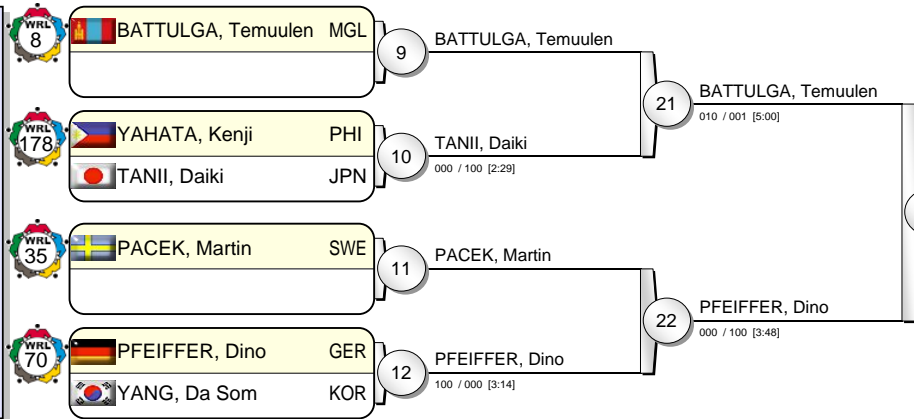 WRL
8
BATTULGA, Temuulen MGL
9
BATTULGA, Temuulen
WRL
178
YAHATA, Kenji PHI
TANII, Daiki JPN
10
TANII, Daiki
000 / 100 [2:29]
21
BATTULGA, Temuulen
010 / 001 [5:00]
WRL
35
PACEK, Martin SWE
11
PACEK, Martin
WRL
70
PFEIFFER, Dino GER
YANG, Da Som KOR
12
PFEIFFER, Dino
100 / 000 [3:14]
22
PFEIFFER, Dino
000 / 100 [3:48]